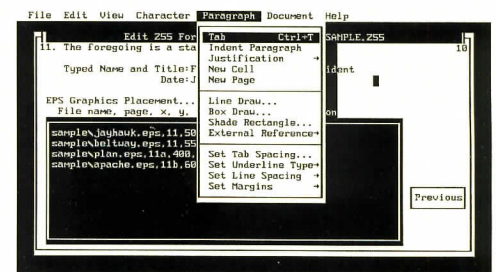 File Edit View Character Paragraph Document Help
Edit Z55 For
SAMPLE.Z55
11. The foregoing is a sta
10
Typed Name and Title:F
ident
Date:J
EPS Graphics Placement...
File name, page, x, y,
on
sample\jayhawk.eps,11,50
sample\beltway.eps,11,55
sample\plan.eps,11a,400,
sample\apache.eps,11b,60
Tab Ctrl+T
Indent Paragraph
Justification →
New Cell
New Page
Line Draw...
Box Draw...
Shade Rectangle...
External Reference→
Set Tab Spacing...
Set Underline Type→
Set Line Spacing →
Set Margins →
Previous